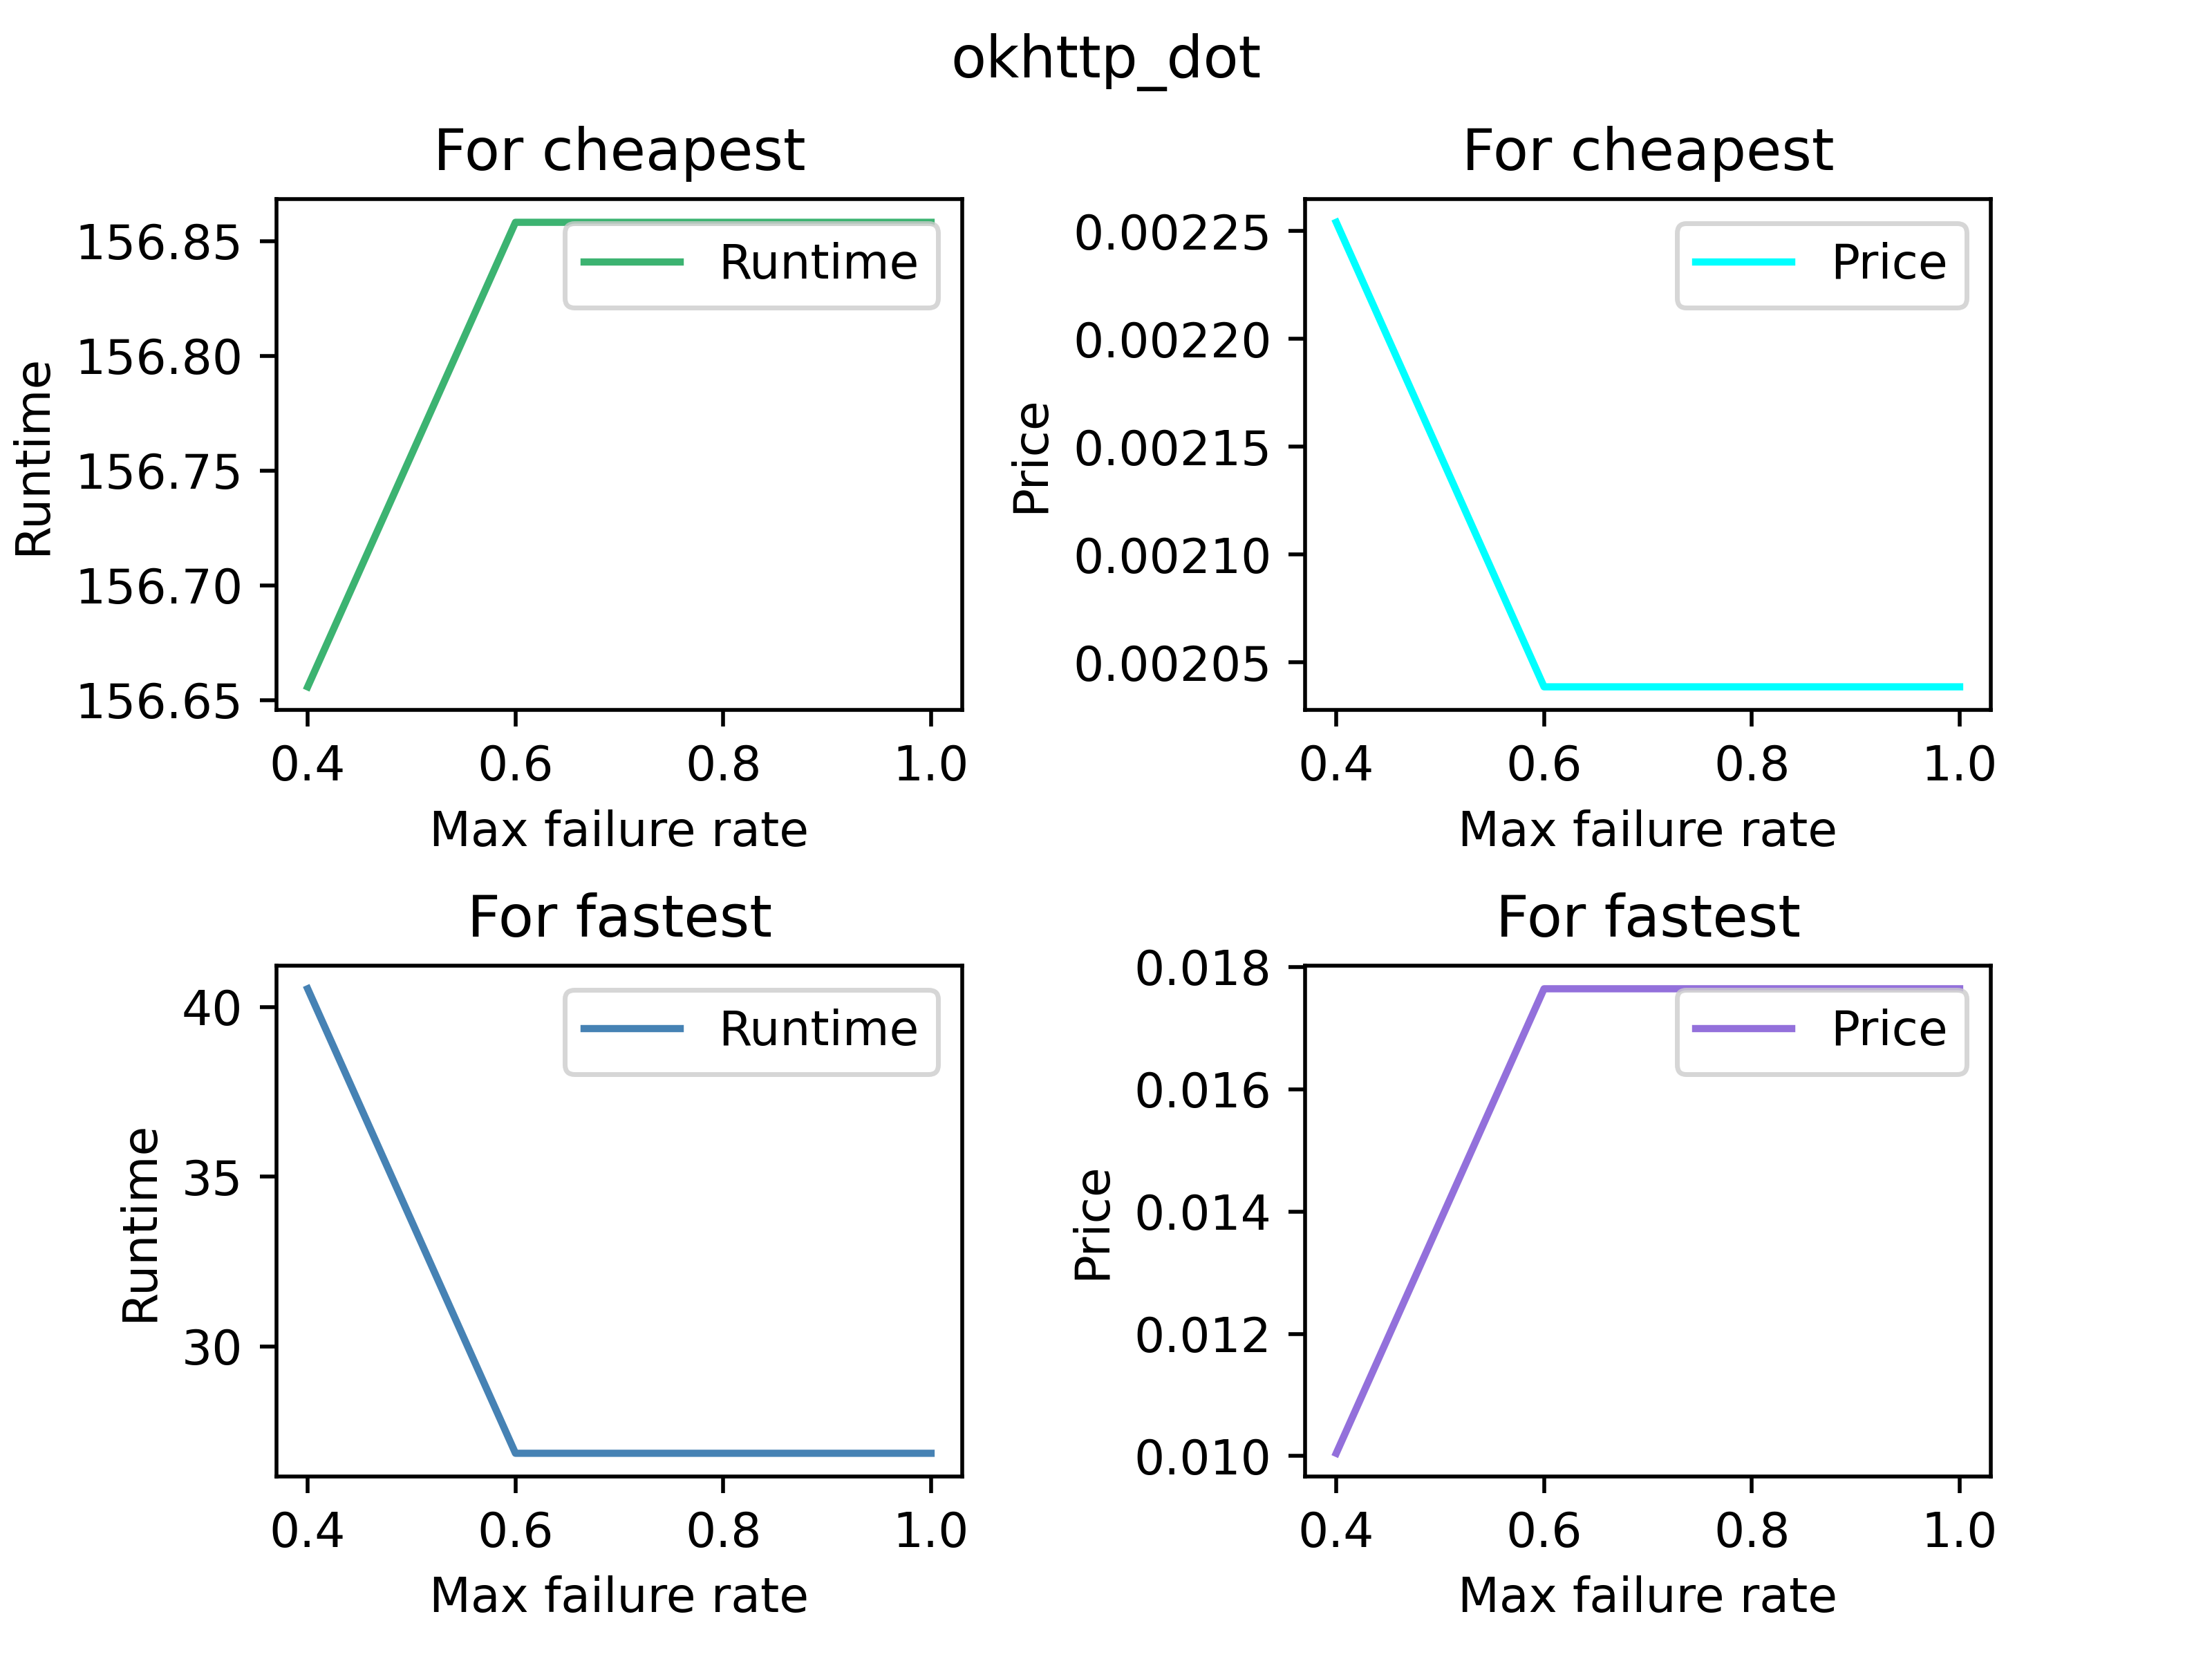 okhttp_dot
For cheapest
156.85
156.80
156.75
156.70
156.65
Runtime
Runtime
0.4 0.6 0.8 1.0
Max failure rate
For cheapest
0.00225
0.00220
0.00215
0.00210
0.00205
Price
Price
0.4 0.6 0.8 1.0
Max failure rate
For fastest
40
35
30
Runtime
Runtime
0.4 0.6 0.8 1.0
Max failure rate
For fastest
0.018
0.016
0.014
0.012
0.010
Price
Price
0.4 0.6 0.8 1.0
Max failure rate